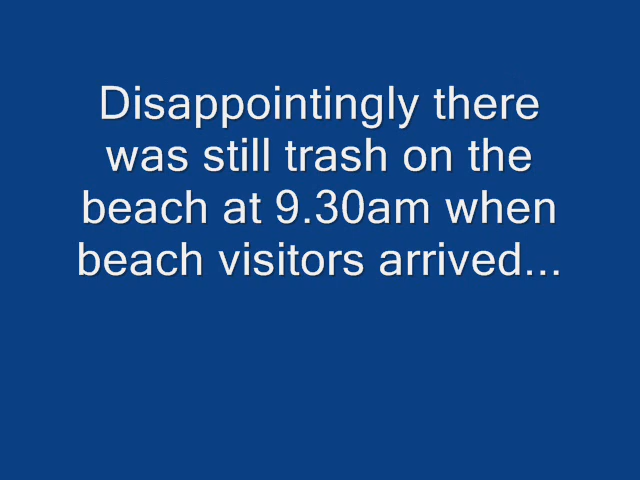 Disappointingly there
was still trash on the
beach at 9.30am when
beach visitors arrived...